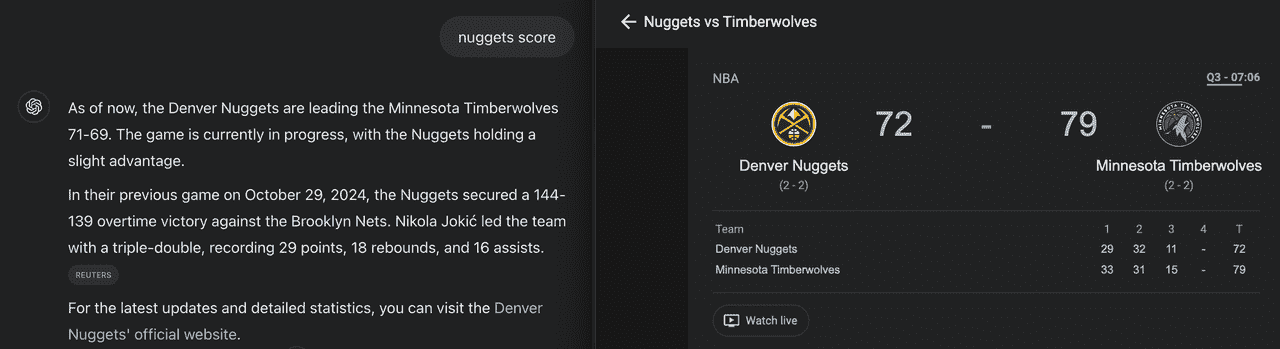 nuggets score
As of now, the Denver Nuggets are leading the Minnesota Timberwolves
71-69. The game is currently in progress, with the Nuggets holding a
slight advantage.
In their previous game on October 29, 2024, the Nuggets secured a 144-
139 overtime victory against the Brooklyn Nets. Nikola Jokić led the team
with a triple-double, recording 29 points, 18 rebounds, and 16 assists.
REUTERS
For the latest updates and detailed statistics, you can visit the Denver
Nuggets' official website.
Nuggets vs Timberwolves
NBA
Q3 - 07:06
72 - 79
Denver Nuggets Minnesota Timberwolves
(2 - 2) (2 - 2)
Team 1 2 3 4 T
Denver Nuggets 29 32 11 - 72
Minnesota Timberwolves 33 31 15 - 79
Watch live